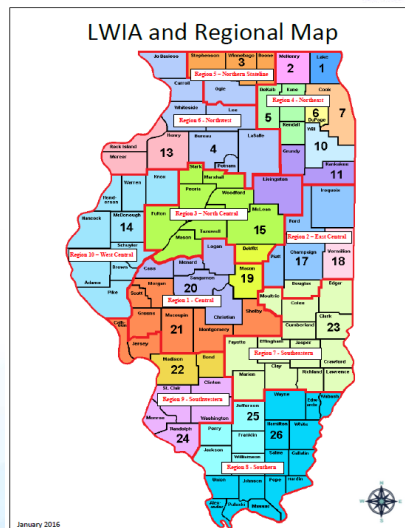 LWIA and Regional Map
Jo Daviess
Stephenson
Winnebago
Boone
McHenry
Lake
3
2
1
Region 5 – Northern Stateline
Carroll
Ogle
DeKalb
Kane
Cook
Region 4 - Northeast
Whiteside
Lee
5
6
DuPage
7
Region 6 - Northwest
Kendall
Will
10
Rock Island
Henry
Bureau
LaSalle
Grundy
13
4
Mercer
Putnam
Kankakee
11
Stark
Marshall
Livingston
Knox
Warren
Peoria
Woodford
Iroquois
Henderson
McDonough
Fulton
Region 3 – North Central
McLean
Ford
Hancock
14
Tazewell
15
Region 2 – East Central
Mason
Schuyler
Logan
DeWitt
Champaign
Vermilion
Region 10 – West Central
Piatt
17
18
Brown
Cass
Menard
Macon
Adams
Sangamon
19
Morgan
20
Douglas
Edgar
Pike
Scott
Region 1 - Central
Moultrie
Coles
Christian
Shelby
Greene
Macoupin
Clark
Cumberland
23
21
Montgomery
Jersey
Fayette
Effingham
Jasper
Region 7 - Southeastern
Crawford
Madison
Bond
Clay
22
Richland
Lawrence
Clinton
Marion
St. Clair
Region 9 - Southwestern
Wayne
Wabash
Jefferson
Washington
25
Monroe
Randolph
Perry
Hamilton
White
24
Franklin
26
Jackson
Williamson
Saline
Gallatin
Region 8 - Southern
Union
Johnson
Pope
Hardin
Pulaski
January 2016